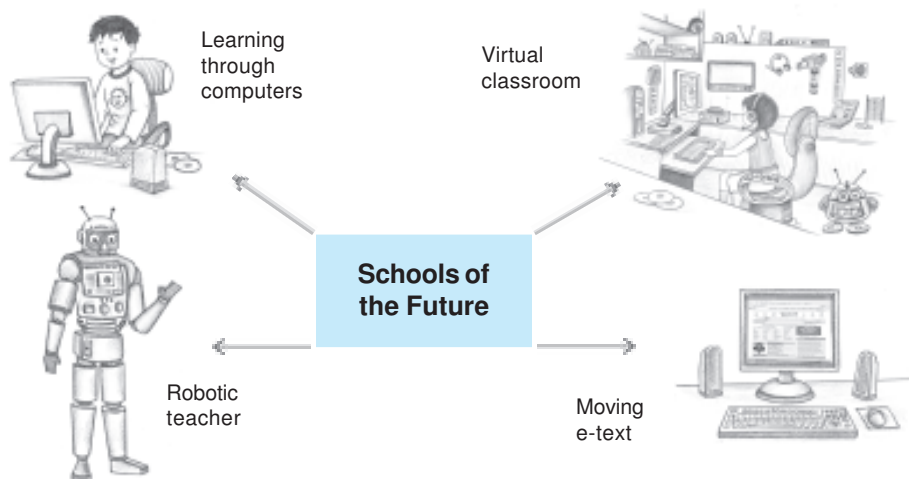 Learning
through
computers
Virtual
classroom
Schools of
the Future
Robotic
teacher
Moving
e-text